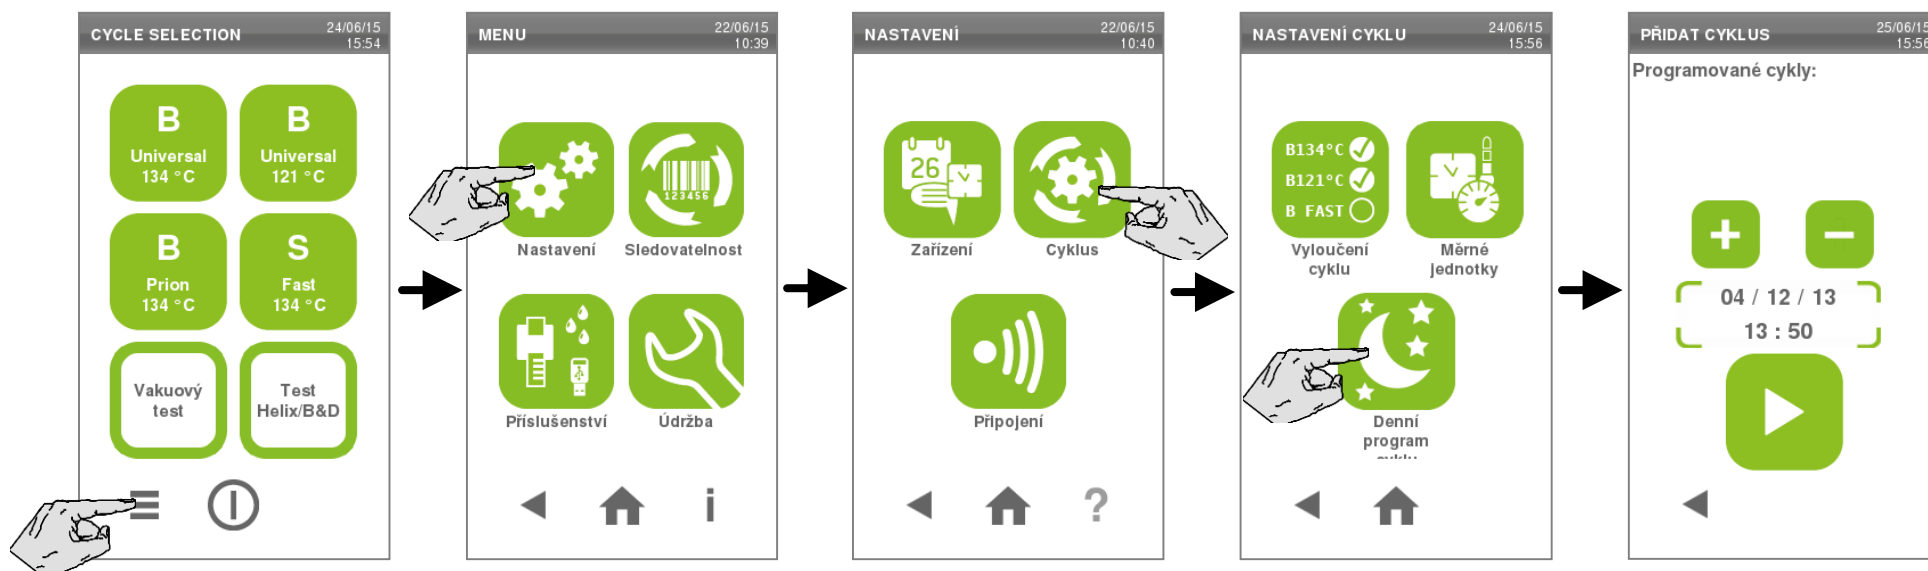 CYCLE SELECTION
24/06/15
15:54
B
Universal
134 °C
B
Universal
121 °C
B
Prion
134 °C
S
Fast
134 °C
Vakuový
test
Test
Helix/B&D
MENU
22/06/15
10:39
123456
Nastavení
Sledovatelnost
Příslušenství
Údržba
i
NASTAVENÍ
22/06/15
10:40
26
Zařízení
Cyklus
Připojení
?
NASTAVENÍ CYKLU
24/06/15
15:56
B134°C
B121°C
B FAST
Vyloučení
cyklu
Měrné
jednotky
Denní
program
cyklu
PŘIDAT CYKLUS
25/06/15
15:56
Programované cykly:
04 / 12 / 13
13 : 50